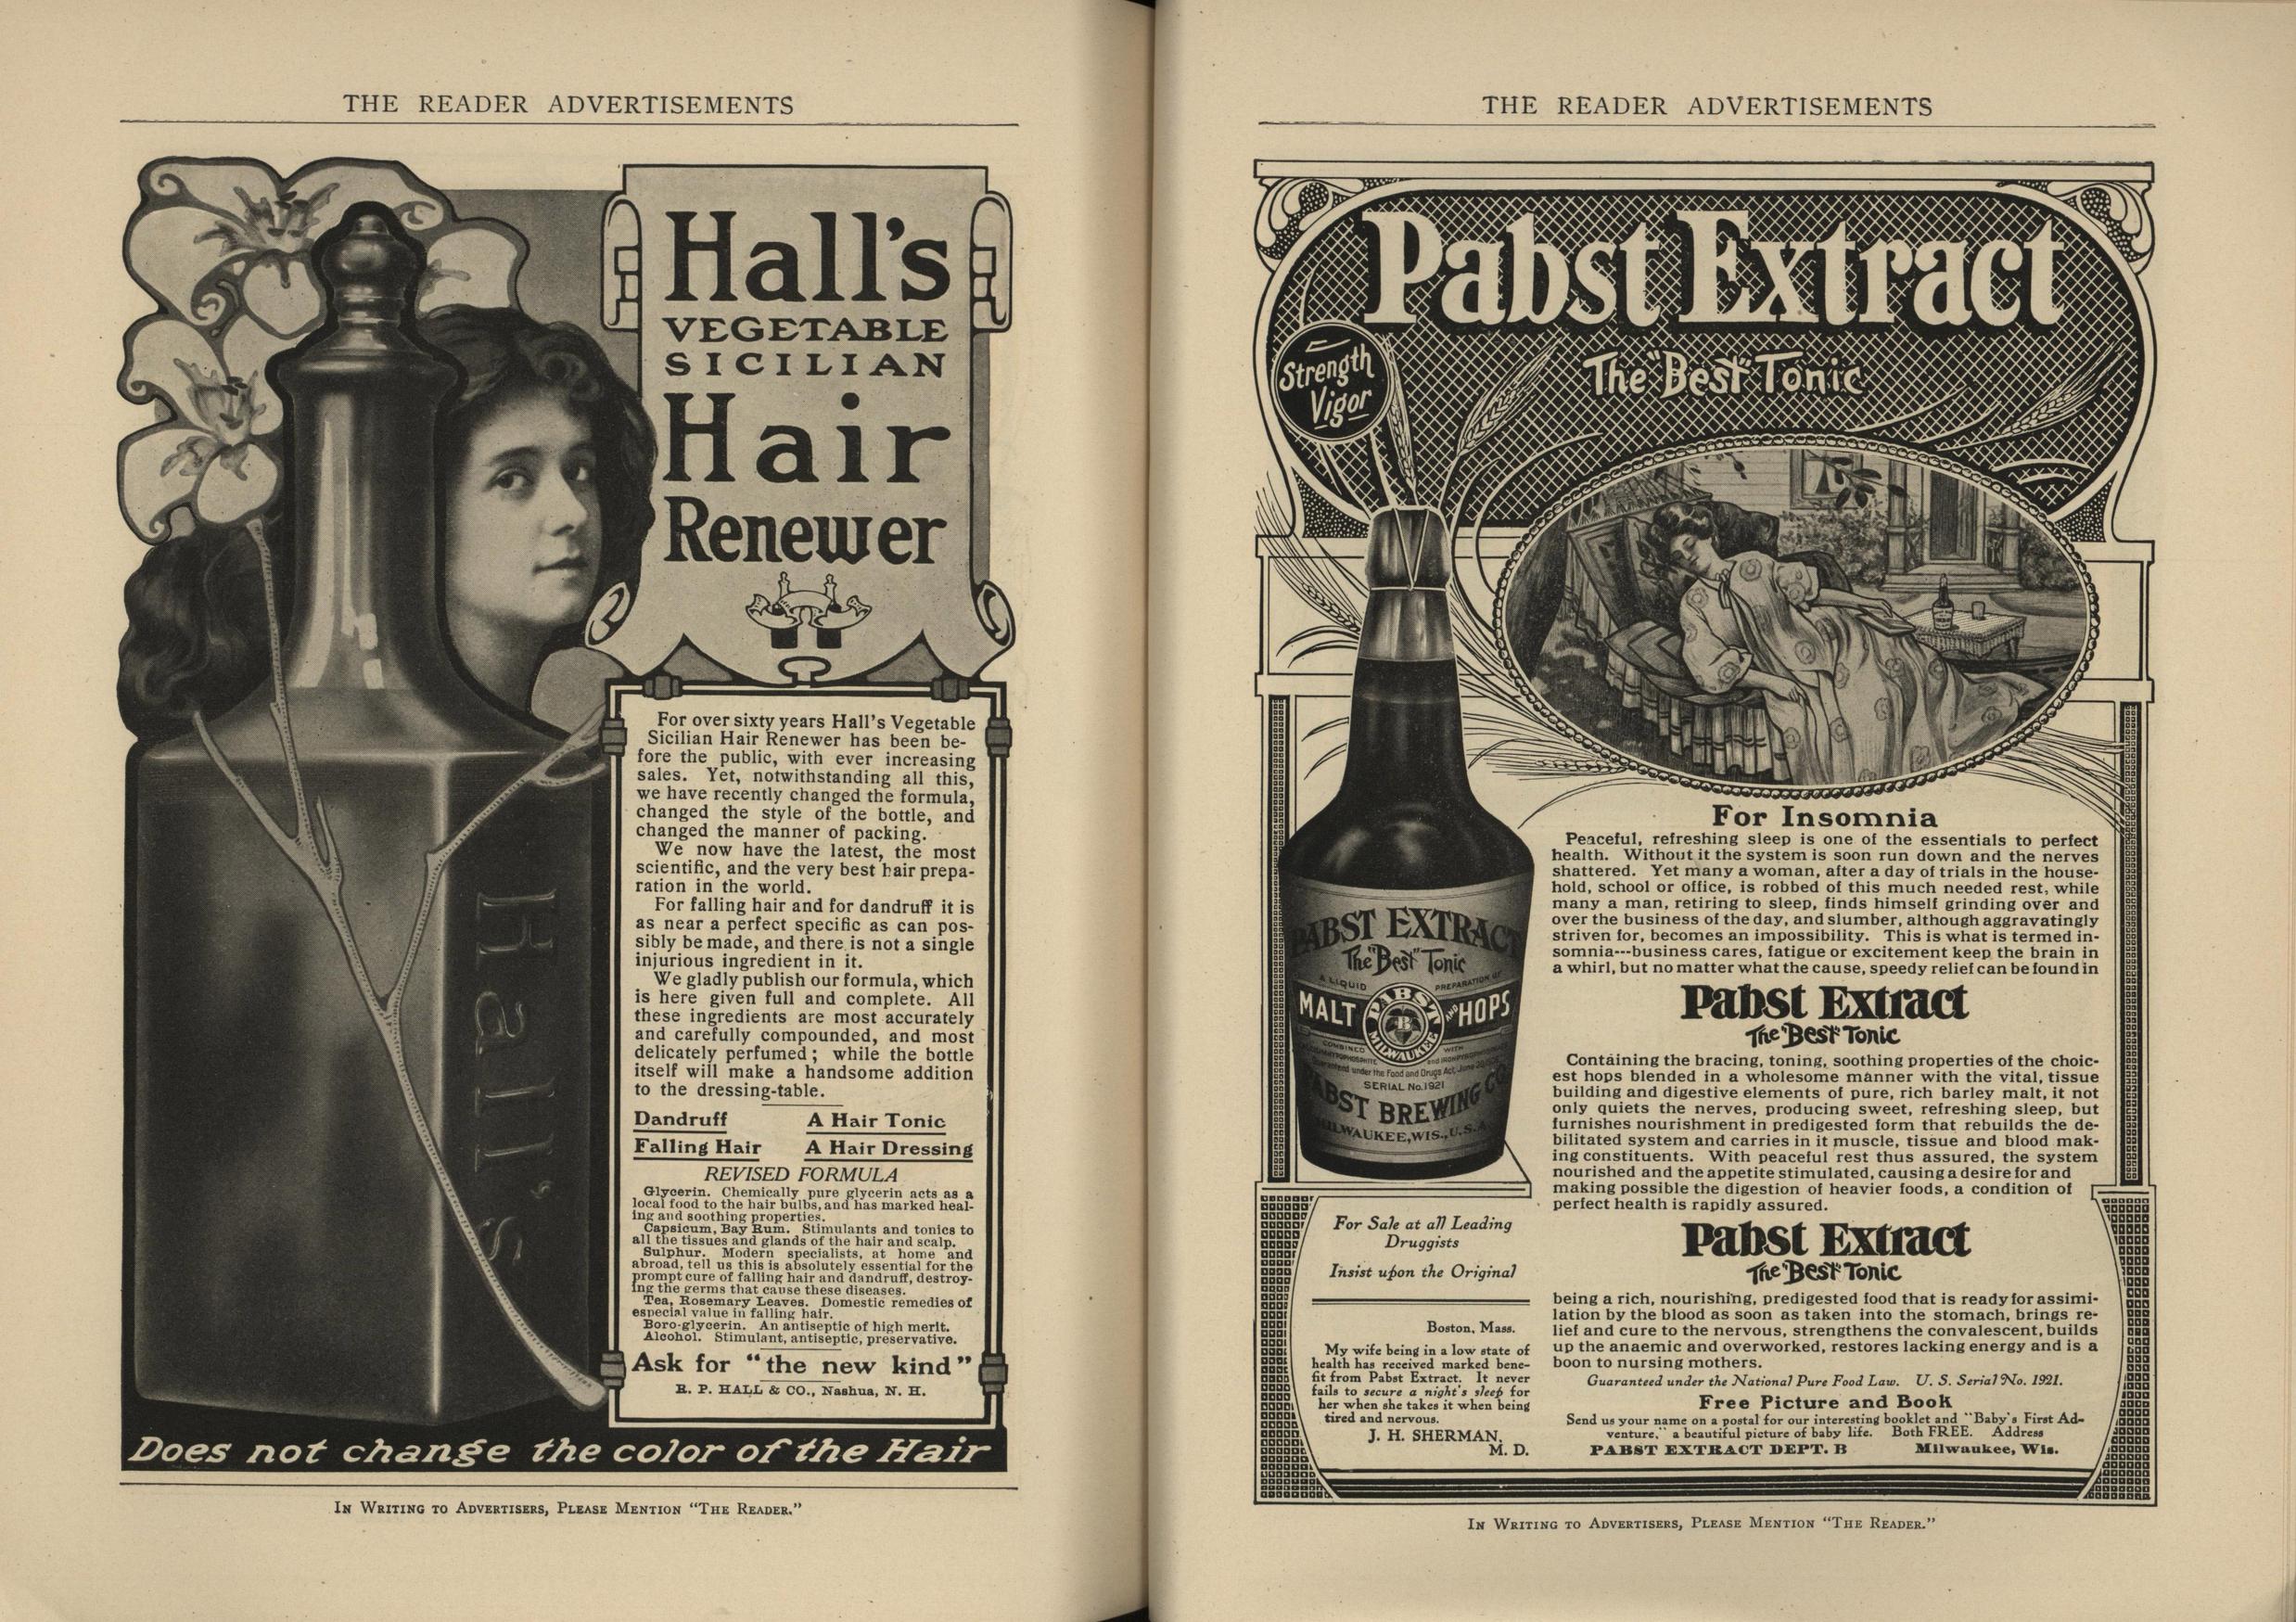 THE READER ADVERTISEMENTS
Hall's
VEGETABLE
SICILIAN
Hair
Renewer
For over sixty years Hall's Vegetable
Sicilian Hair Renewer has been be-
fore the public, with ever increasing
sales. Yet, notwithstanding all this,
we have recently changed the formula,
changed the style of the bottle, and
changed the manner of packing.
We now have the latest, the most
scientific, and the very best hair prepa-
ration in the world.
For falling hair and for dandruff it is
as near a perfect specific as can pos-
sibly be made, and there is not a single
injurious ingredient in it.
We gladly publish our formula, which
is here given full and complete. All
these ingredients are most accurately
and carefully compounded, and most
delicately perfumed; while the bottle
itself will make a handsome addition
to the dressing-table.
Dandruff A Hair Tonic
Falling Hair A Hair Dressing
REVISED FORMULA
Glycerin. Chemically pure glycerin acts as a
local food to the hair bulbs, and has marked heal-
ing and soothing properties.
Capsicum, Bay Rum. Stimulants and tonics to
all the tissues and glands of the hair and scalp.
Sulphur. Modern specialists, at home and
abroad, tell us this is absolutely essential for the
prompt cure of falling hair and dandruff, destroy-
ing the germs that cause these diseases.
Tea, Rosemary Leaves. Domestic remedies of
especial value in falling hair.
Boro-glycerin. An antiseptic of high merit.
Alcohol. Stimulant, antiseptic, preservative.
Ask for "the new kind"
R. P. HALL & CO., Nashua, N. H.
Hall's
Does not change the color of the Hair
IN WRITING TO ADVERTISERS, PLEASE MENTION "THE READER."
THE READER ADVERTISEMENTS
Pabst Extract
The "Best" Tonic
Strength
Vigor
PABST EXTRACT
The "Best" Tonic
A LIQUID PREPARATION OF
MALT AND HOPS
PABST
B
MILWAUKEE
COMBINED WITH
Guaranteed under the Food and Drugs Act, June
SERIAL No. 1921
PABST BREWING CO
MILWAUKEE, WIS., U.S.A.
For Insomnia
Peaceful, refreshing sleep is one of the essentials to perfect
health. Without it the system is soon run down and the nerves
shattered. Yet many a woman, after a day of trials in the house-
hold, school or office, is robbed of this much needed rest, while
many a man, retiring to sleep, finds himself grinding over and
over the business of the day, and slumber, although aggravatingly
striven for, becomes an impossibility. This is what is termed in-
somnia---business cares, fatigue or excitement keep the brain in
a whirl, but no matter what the cause, speedy relief can be found in
Pabst Extract
The "Best" Tonic
Containing the bracing, toning, soothing properties of the choic-
est hops blended in a wholesome manner with the vital, tissue
building and digestive elements of pure, rich barley malt, it not
only quiets the nerves, producing sweet, refreshing sleep, but
furnishes nourishment in predigested form that rebuilds the de-
bilitated system and carries in it muscle, tissue and blood mak-
ing constituents. With peaceful rest thus assured, the system
nourished and the appetite stimulated, causing a desire for and
making possible the digestion of heavier foods, a condition of
perfect health is rapidly assured.
Pabst Extract
The "Best" Tonic
being a rich, nourishing, predigested food that is ready for assimi-
lation by the blood as soon as taken into the stomach, brings re-
lief and cure to the nervous, strengthens the convalescent, builds
up the anaemic and overworked, restores lacking energy and is a
boon to nursing mothers.
Guaranteed under the National Pure Food Law. U. S. Serial No. 1921.
Free Picture and Book
Send us your name on a postal for our interesting booklet and "Baby's First Ad-
venture," a beautiful picture of baby life. Both FREE. Address
PABST EXTRACT DEPT. B Milwaukee, Wis.
For Sale at all Leading
Druggists
Insist upon the Original
Boston, Mass.
My wife being in a low state of
health has received marked bene-
fit from Pabst Extract. It never
fails to secure a night's sleep for
her when she takes it when being
tired and nervous.
J. H. SHERMAN,
M. D.
IN WRITING TO ADVERTISERS, PLEASE MENTION "THE READER."